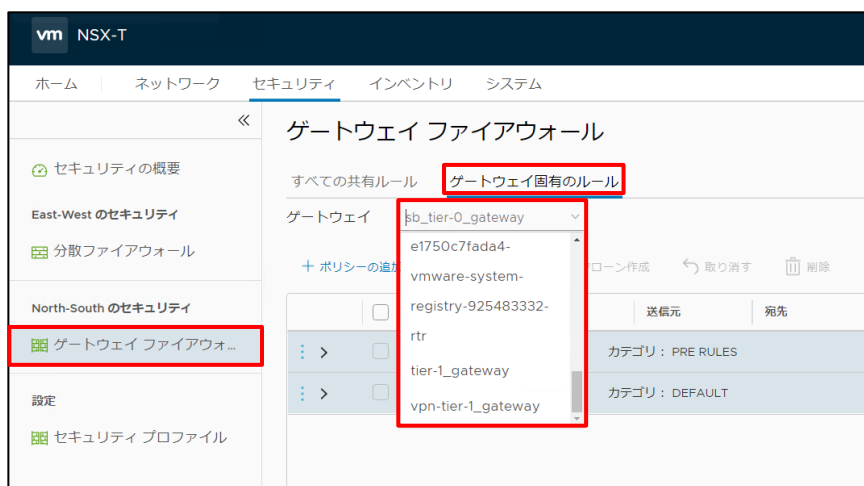 vm NSX-T
ホーム ネットワーク セキュリティ インベントリ システム
ゲートウェイ ファイアウォール
セキュリティの概要
すべての共有ルール ゲートウェイ固有のルール
East-West のセキュリティ
ゲートウェイ sb_tier-0_gateway
分散ファイアウォール
e1750c7fada4-
+ ポリシーの追加 クローン作成 取り消す 削除
vmware-system-
North-South のセキュリティ
registry-925483332-
送信元 宛先
rtr
ゲートウェイ ファイアウォ...
カテゴリ : PRE RULES
tier-1_gateway
カテゴリ : DEFAULT
設定
vpn-tier-1_gateway
セキュリティ プロファイル